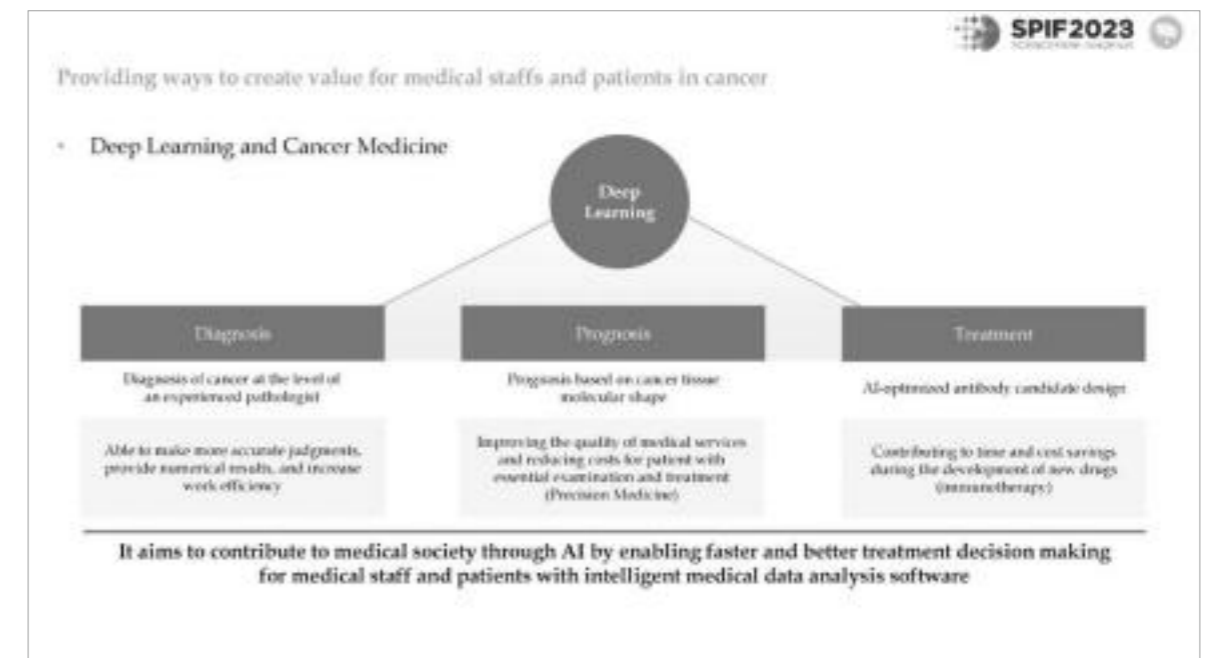 SPIF2023
Providing ways to create value for medical staffs and patients in cancer
• Deep Learning and Cancer Medicine
Deep
Learning
Diagnosis
Prognosis
Treatment
Diagnosis of cancer at the level of
an experienced pathologist
Prognosis based on cancer tissue
molecular shape
AI-optimized antibody candidate design
Able to make more accurate judgments,
provide numerical results, and increase
work efficiency
Improving the quality of medical services
and reducing costs for patient with
essential examination and treatment
(Precision Medicine)
Contributing to time and cost savings
during the development of new drugs
(immunotherapy)
It aims to contribute to medical society through AI by enabling faster and better treatment decision making
for medical staff and patients with intelligent medical data analysis software